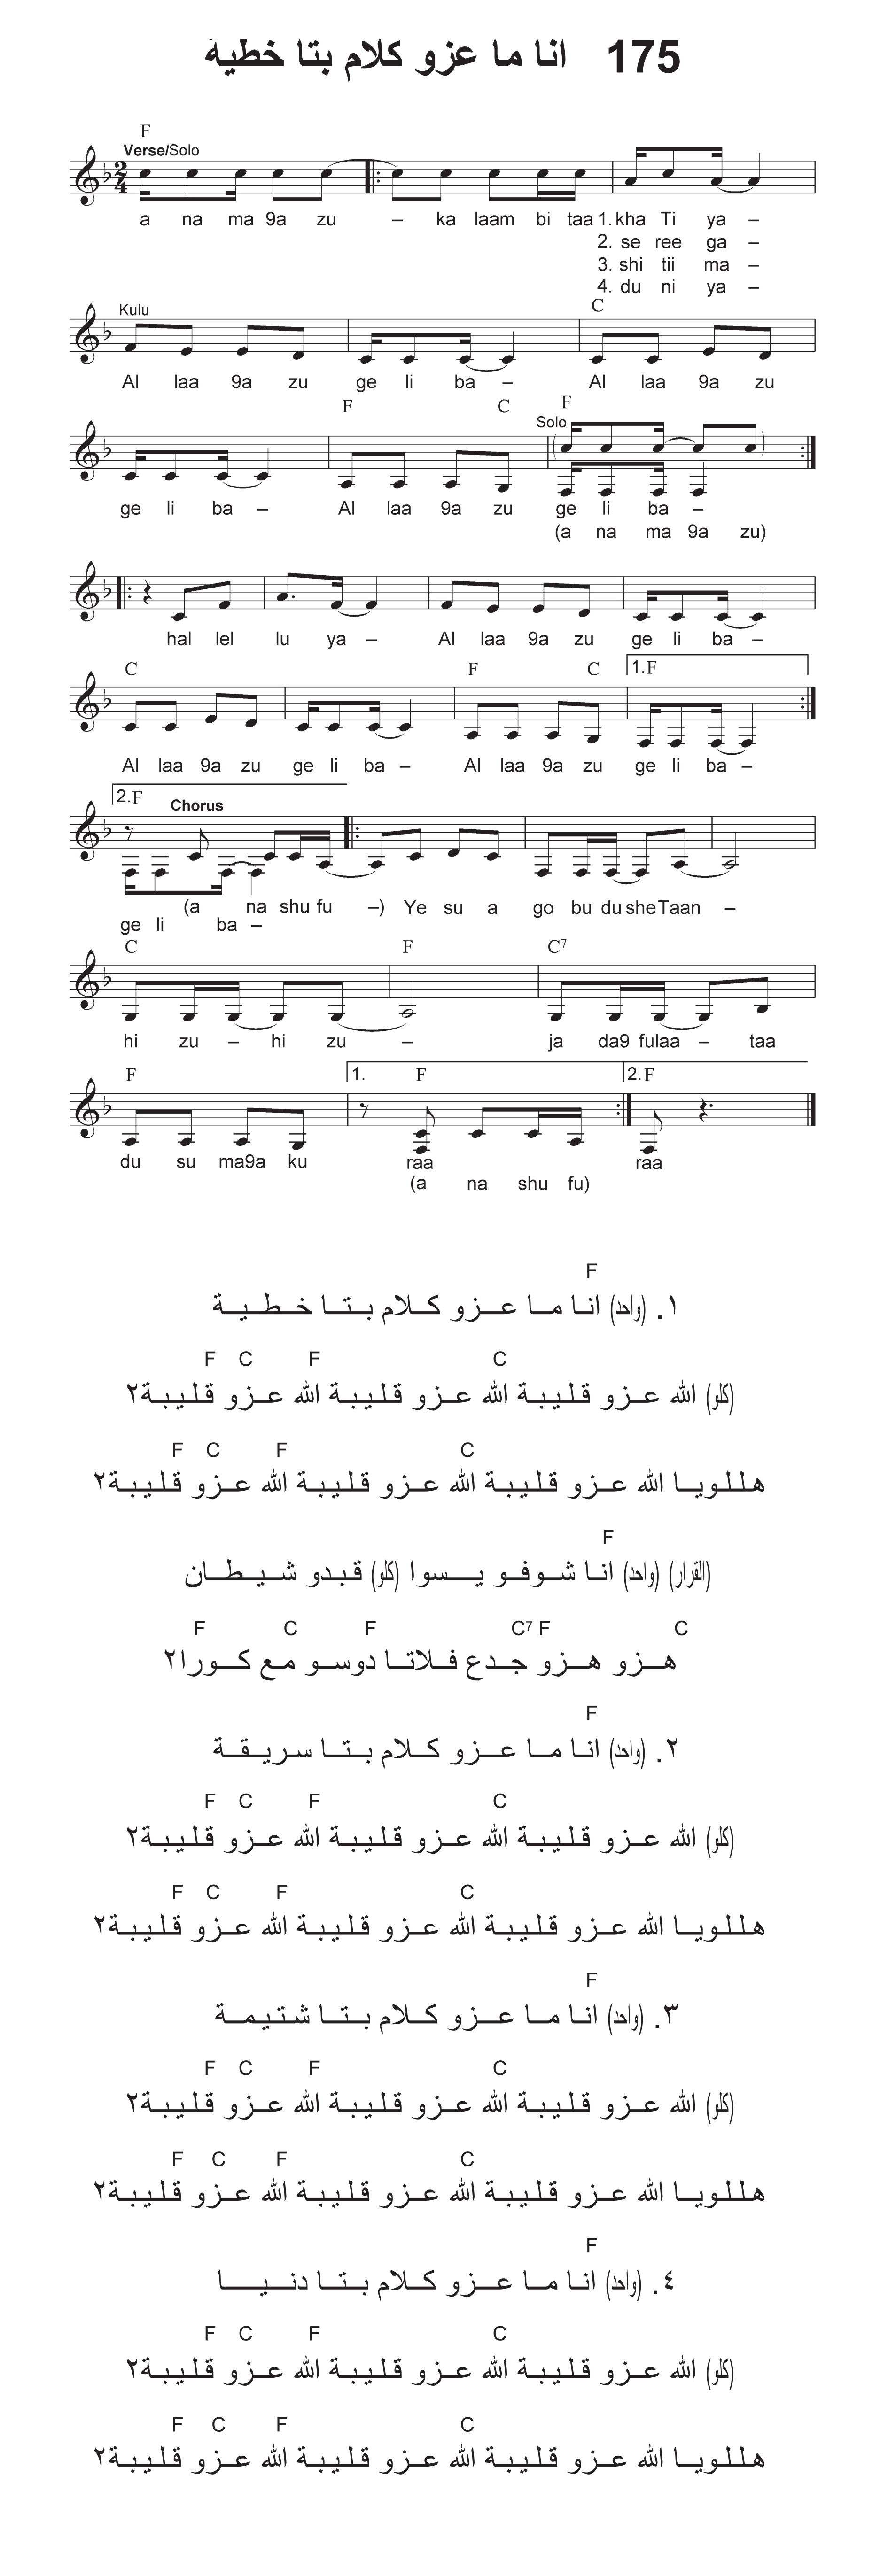 175 انا ما عزو كلام بتا خطيه
F
Verse/Solo
a na ma 9a zu – ka laam bi taa 1. kha Ti ya –
2. se ree ga –
3. shi tii ma –
4. du ni ya –
Kulu
C
Al laa 9a zu ge li ba – Al laa 9a zu
F C F
Solo
ge li ba – Al laa 9a zu ge li ba –
(a na ma 9a zu)
hal lel lu ya – Al laa 9a zu ge li ba –
C F C 1. F
Al laa 9a zu ge li ba – Al laa 9a zu ge li ba –
2. F
Chorus
(a na shu fu –) Ye su a go bu du she Taan –
ge li ba –
C F C7
hi zu – hi zu – ja da9 fulaa – taa
F 1. F 2. F
du su ma9a ku raa raa
(a na shu fu)
F
١. (واحد) انا ما عزو كلام بتا خطية
F C F C
(كلو) الله عزو قليبة الله عزو قليبة الله عزو قليبة٢
F C F C
هللويا الله عزو قليبة الله عزو قليبة الله عزو قليبة٢
F
(القرار) (واحد) انا شوفو يسوا (كلو) قبدو شيطان
F C F C7 F C
هزو هزو جدع فلاتا دوسو مع كورا٢
F
٢. (واحد) انا ما عزو كلام بتا سريقة
F C F C
(كلو) الله عزو قليبة الله عزو قليبة الله عزو قليبة٢
F C F C
هللويا الله عزو قليبة الله عزو قليبة الله عزو قليبة٢
F
٣. (واحد) انا ما عزو كلام بتا شتيمة
F C F C
(كلو) الله عزو قليبة الله عزو قليبة الله عزو قليبة٢
F C F C
هللويا الله عزو قليبة الله عزو قليبة الله عزو قليبة٢
F
٤. (واحد) انا ما عزو كلام بتا دنيا
F C F C
(كلو) الله عزو قليبة الله عزو قليبة الله عزو قليبة٢
F C F C
هللويا الله عزو قليبة الله عزو قليبة الله عزو قليبة٢